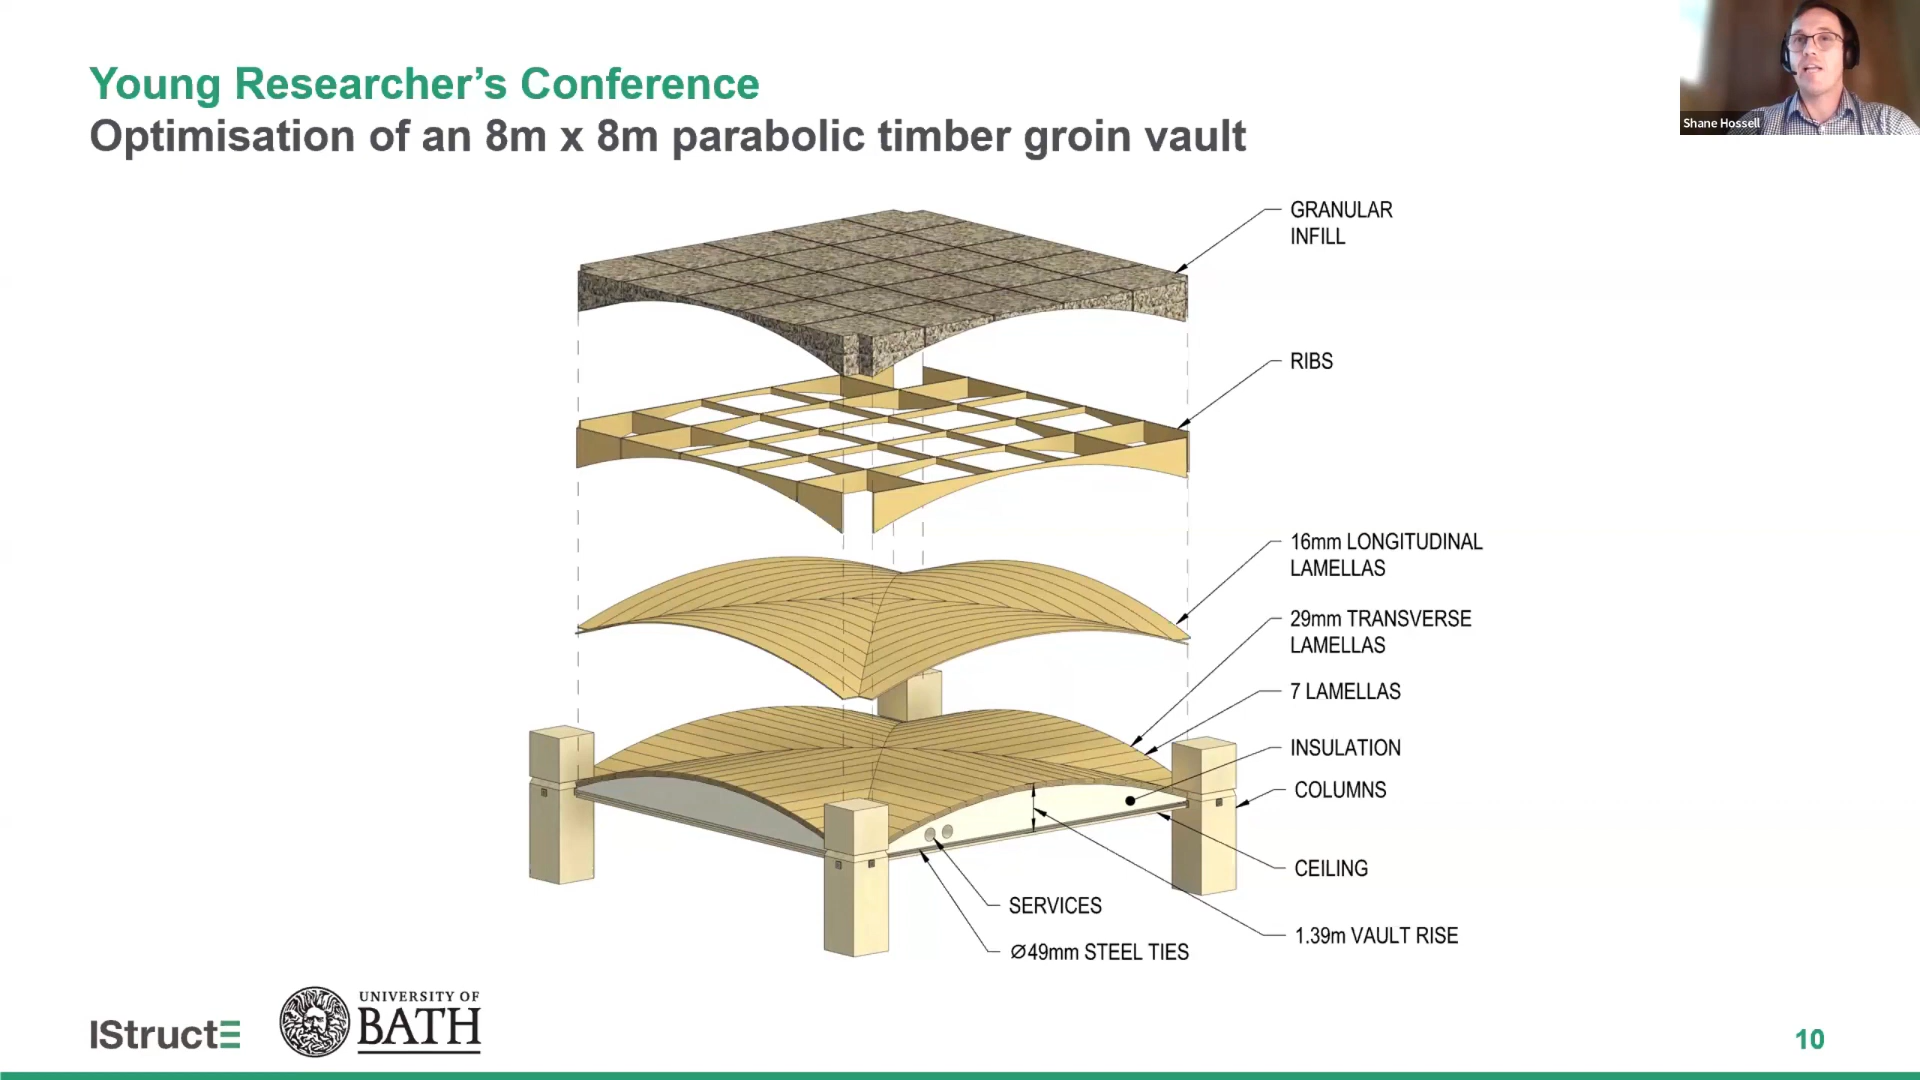 Young Researcher's Conference
Optimisation of an 8m x 8m parabolic timber groin vault
Shane Hossell
GRANULAR
INFILL
RIBS
16mm LONGITUDINAL
LAMELLAS
29mm TRANSVERSE
LAMELLAS
7 LAMELLAS
INSULATION
COLUMNS
CEILING
SERVICES
1.39m VAULT RISE
Ø49mm STEEL TIES
IStructE
UNIVERSITY OF
BATH
10